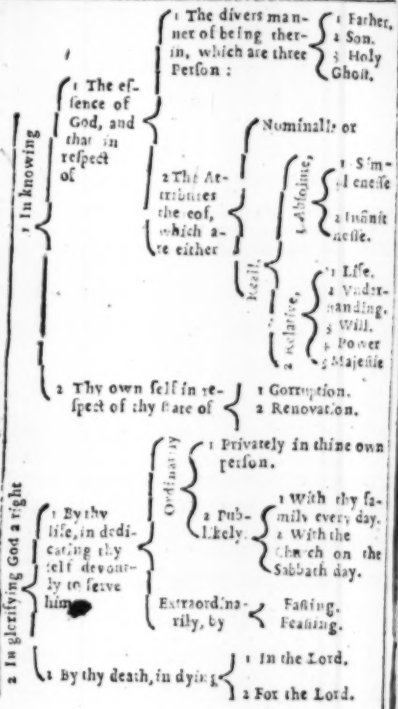 1 In knowing
1 The es-
sence of
God, and
that in
respect
of
1 The divers man-
ner of being ther-
in, which are three
Person :
1 Father,
2 Son.
3 Holy
Ghost.
2 The At-
tributes
thereof,
which a-
re either
Nominall or
Reall.
1 Absolute,
1 Sim-
plenesse
2 Infinit
nesse.
2 Relative,
1 Life.
2 Under-
standing.
3 Will.
4 Power
5 Majestie
2 Thy own self in re-
spect of thy state of
1 Corruption.
2 Renovation.
2 In glorifying God a right
1 By thy
life, in dedi-
cating thy
self devout-
ly to serve
him
Ordinarily
1 Privately in thine own
person.
2 Pub-
likely.
1 With thy fa-
mily every day.
2 With the
Church on the
Sabbath day.
Extraordina-
rily, by
Fasting.
Feasting.
2 By thy death, in dying
1 In the Lord.
2 For the Lord.